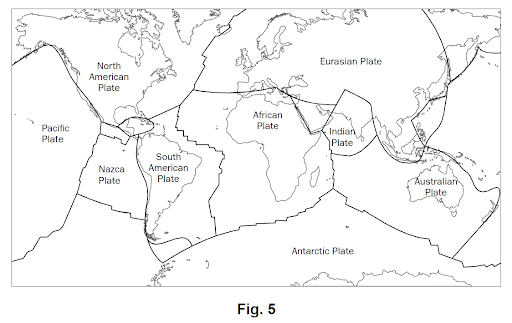 North
American
Plate
Eurasian Plate
African
Plate
Pacific
Plate
Indian
Plate
South
American
Plate
Nazca
Plate
Australian
Plate
Antarctic Plate
Fig. 5